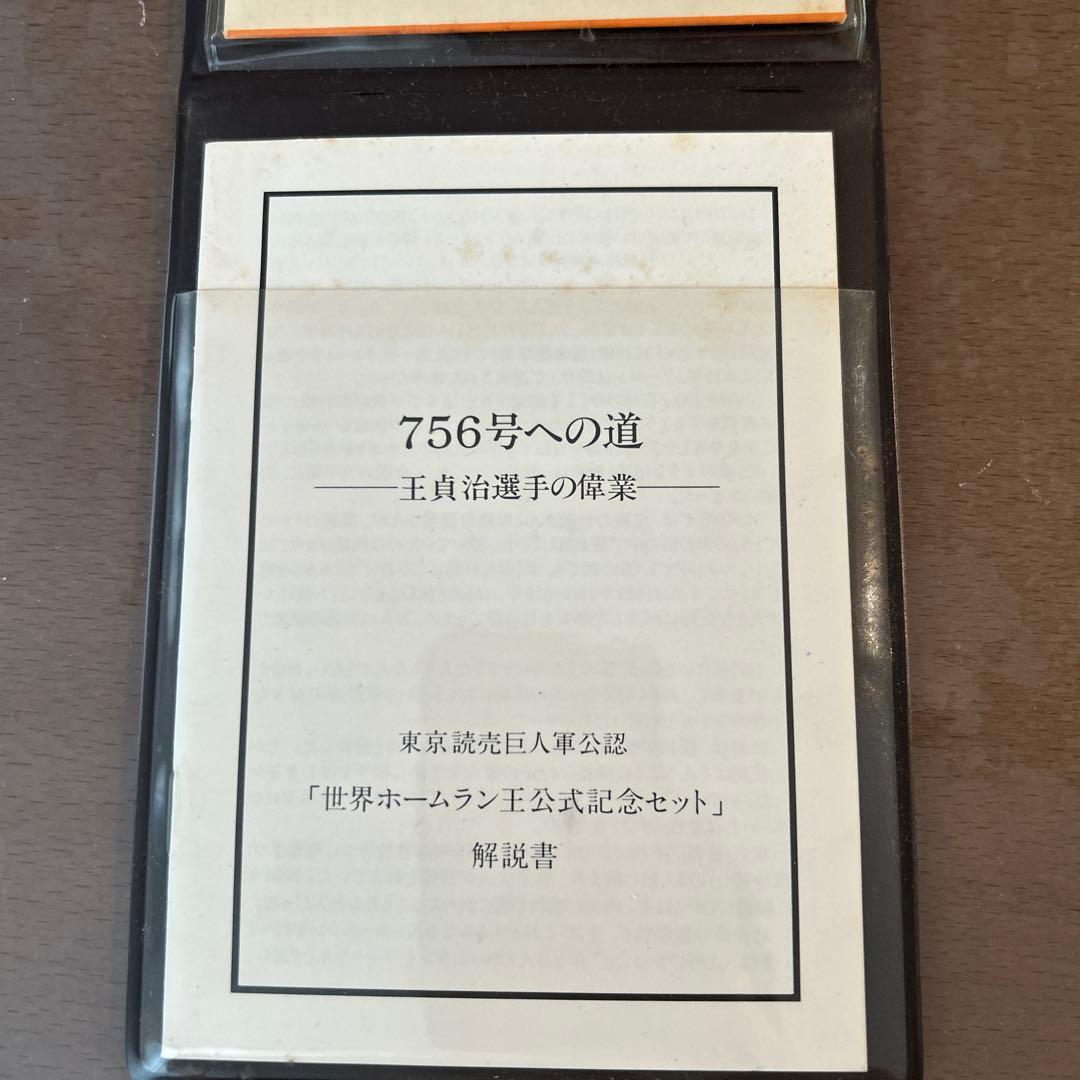 756号への道
——王貞治選手の偉業——
東京読売巨人軍公認
「世界ホームラン王公式記念セット」
解説書